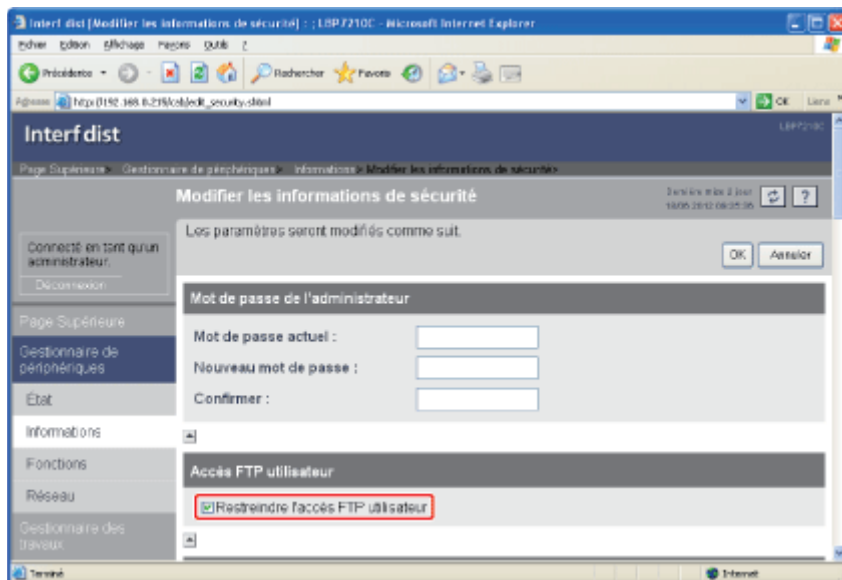 Interf dist [Modifier les informations de sécurité] : ; LBP7210C - Microsoft Internet Explorer
Fichier Edition Affichage Favoris Outils ?
Précédente Rechercher Favoris
Adresse OK Liens
Interf dist
LBP7210C
Page Supérieure> Gestionnaire de périphériques> Informations> Modifier les informations de sécurité>
Modifier les informations de sécurité
Dernière mise à jour
?
Les paramètres seront modifiés comme suit.
OK Annuler
Connecté en tant qu'un
administrateur.
Déconnexion
Mot de passe de l'administrateur
Page Supérieure
Mot de passe actuel :
Gestionnaire de
périphériques
Nouveau mot de passe :
État
Confirmer :
Informations
Fonctions
Accès FTP utilisateur
Réseau
Restreindre l'accès FTP utilisateur
Gestionnaire des
travaux
Terminé Internet